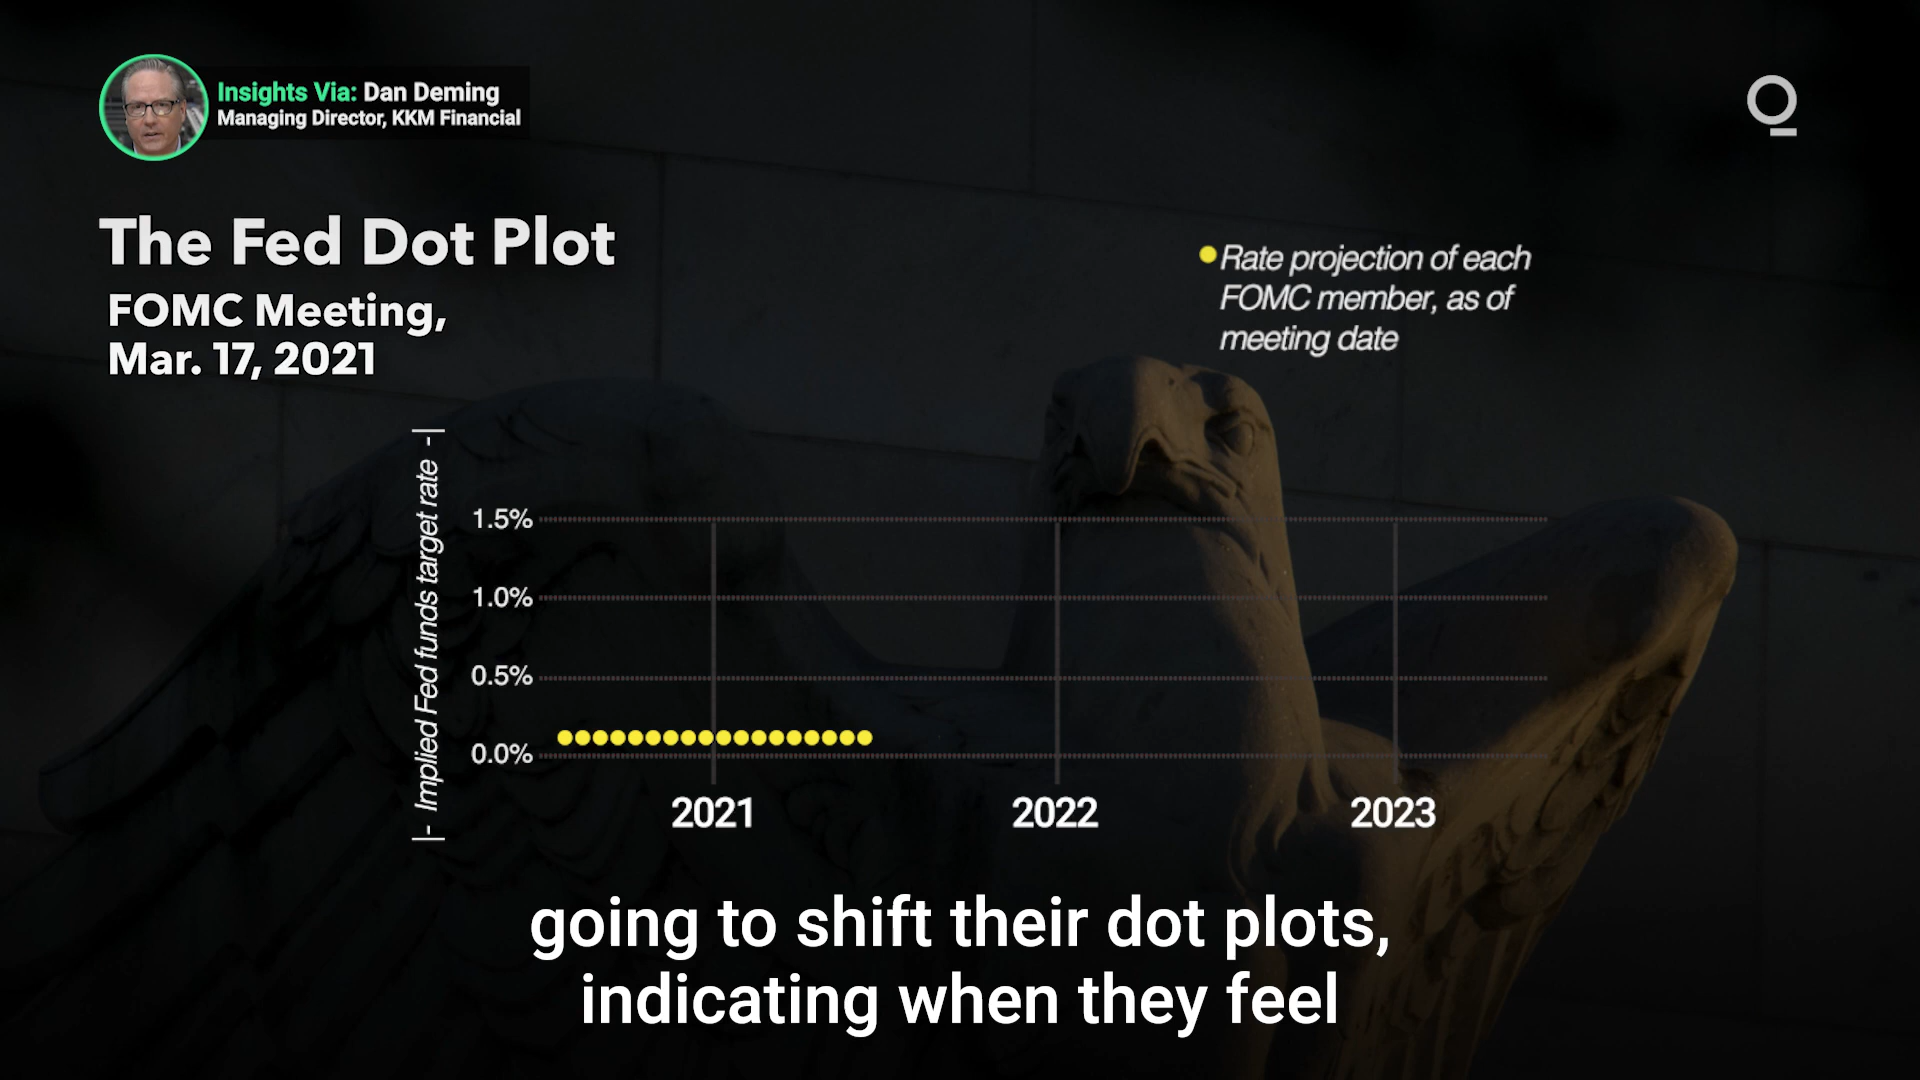 Insights Via: Dan Deming
Managing Director, KKM Financial
The Fed Dot Plot
FOMC Meeting,
Mar. 17, 2021
Rate projection of each
FOMC member, as of
meeting date
|- Implied Fed funds target rate -|
1.5%
1.0%
0.5%
0.0%
2021
2022
2023
going to shift their dot plots,
indicating when they feel